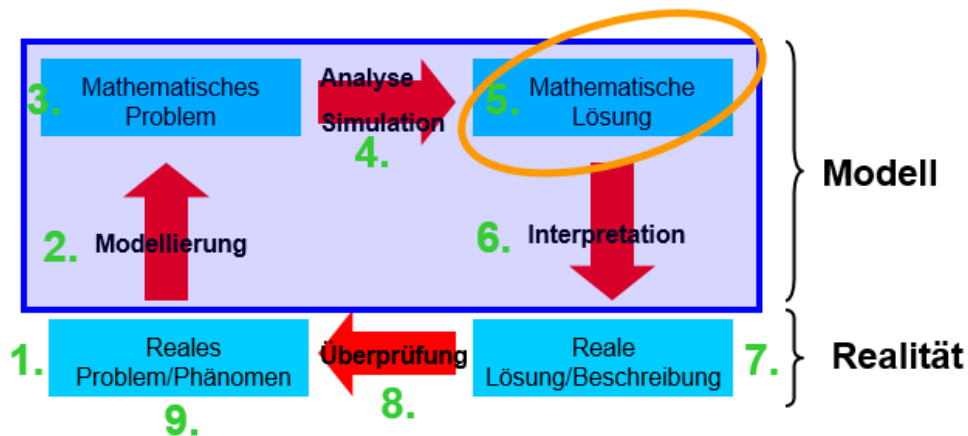 3.
Mathematisches
Problem
Analyse
Simulation
4.
5.
Mathematische
Lösung
Modell
2.
Modellierung
6.
Interpretation
1.
Reales
Problem/Phänomen
9.
Überprüfung
8.
Reale
Lösung/Beschreibung
7.
Realität